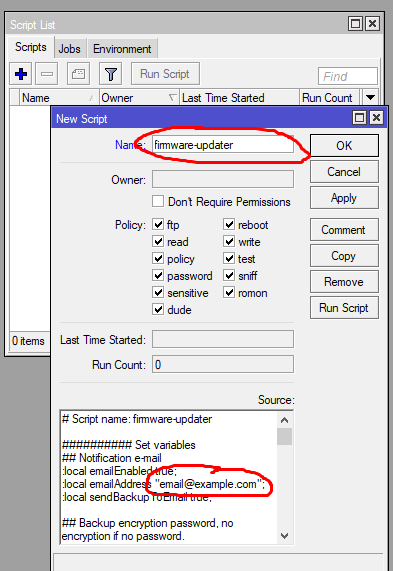 Script List
Scripts Jobs Environment
Run Script Find
Name Owner Last Time Started Run Count
New Script
Name: firmware-updater
OK
Owner:
Cancel
Don't Require Permissions
Apply
Policy: ftp reboot
Comment
read write
policy test
Copy
password sniff
Remove
sensitive romon
Run Script
dude
0 items
Last Time Started:
Run Count: 0
Source:
# Script name: firmware-updater
########## Set variables
## Notification e-mail
:local emailEnabled true;
:local emailAddress "email@example.com";
:local sendBackupToEmail true;
## Backup encryption password, no
encryption if no password.